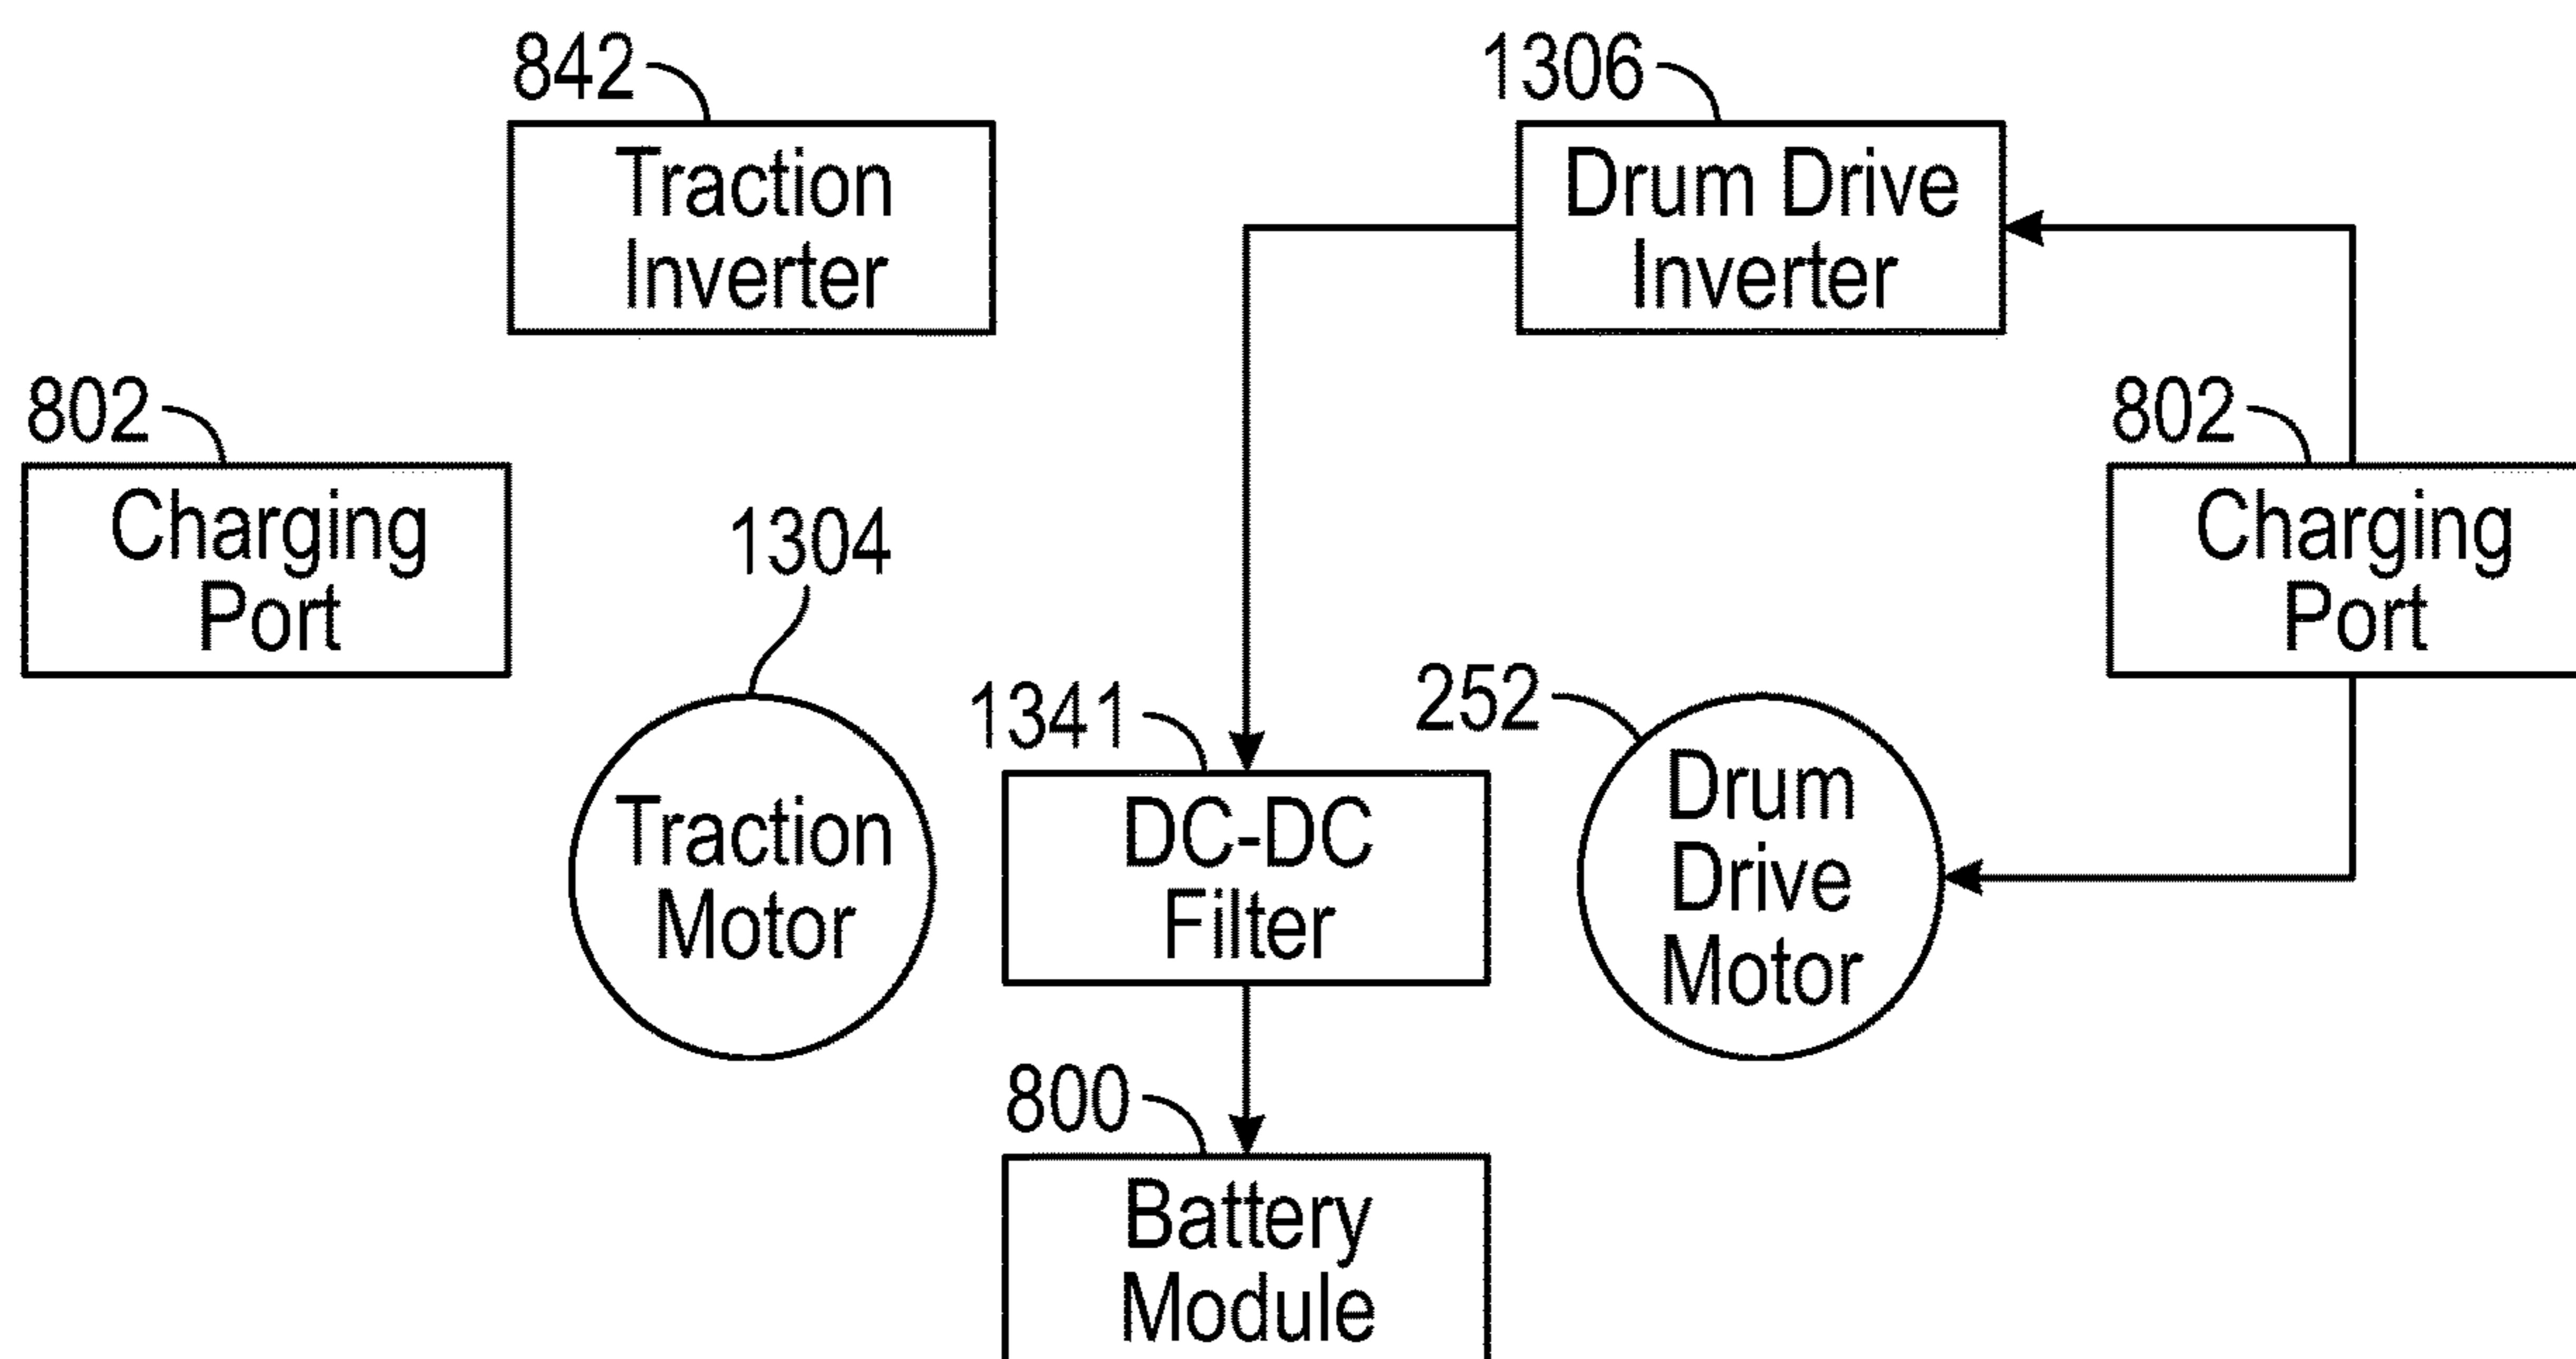 842
Traction
Inverter
1306
Drum Drive
Inverter
802
Charging
Port
802
Charging
Port
1304
Traction
Motor
1341
DC-DC
Filter
252
Drum
Drive
Motor
800
Battery
Module